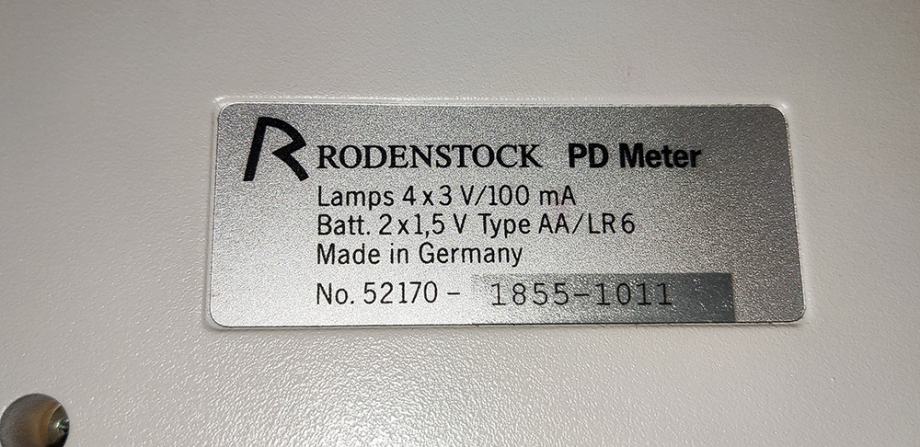 R RODENSTOCK PD Meter
Lamps 4 x 3 V/100 mA
Batt. 2 x 1,5 V Type AA/LR6
Made in Germany
No. 52170 - 1855-1011